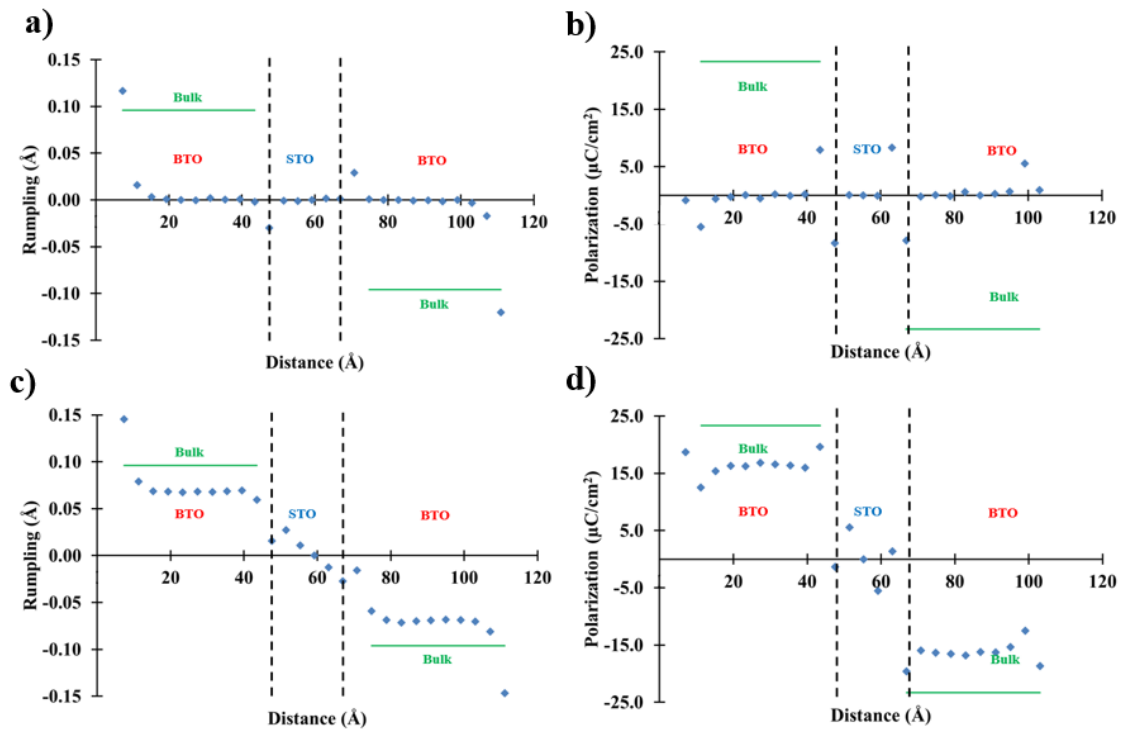 a)
0.15
0.10
0.05
0.00
-0.05
-0.10
-0.15
20
40
60
80
100
120
Rumpling (Å)
Distance (Å)
Bulk
BTO
STO
BTO
Bulk
b)
25.0
15.0
5.0
-5.0
-15.0
-25.0
20
40
60
80
100
120
Polarization (μC/cm²)
Distance (Å)
Bulk
BTO
STO
BTO
Bulk
c)
0.15
0.10
0.05
0.00
-0.05
-0.10
-0.15
20
40
60
80
100
120
Rumpling (Å)
Distance (Å)
Bulk
BTO
STO
BTO
Bulk
d)
25.0
15.0
5.0
-5.0
-15.0
-25.0
20
40
60
80
100
120
Polarization (μC/cm²)
Distance (Å)
Bulk
BTO
STO
BTO
Bulk